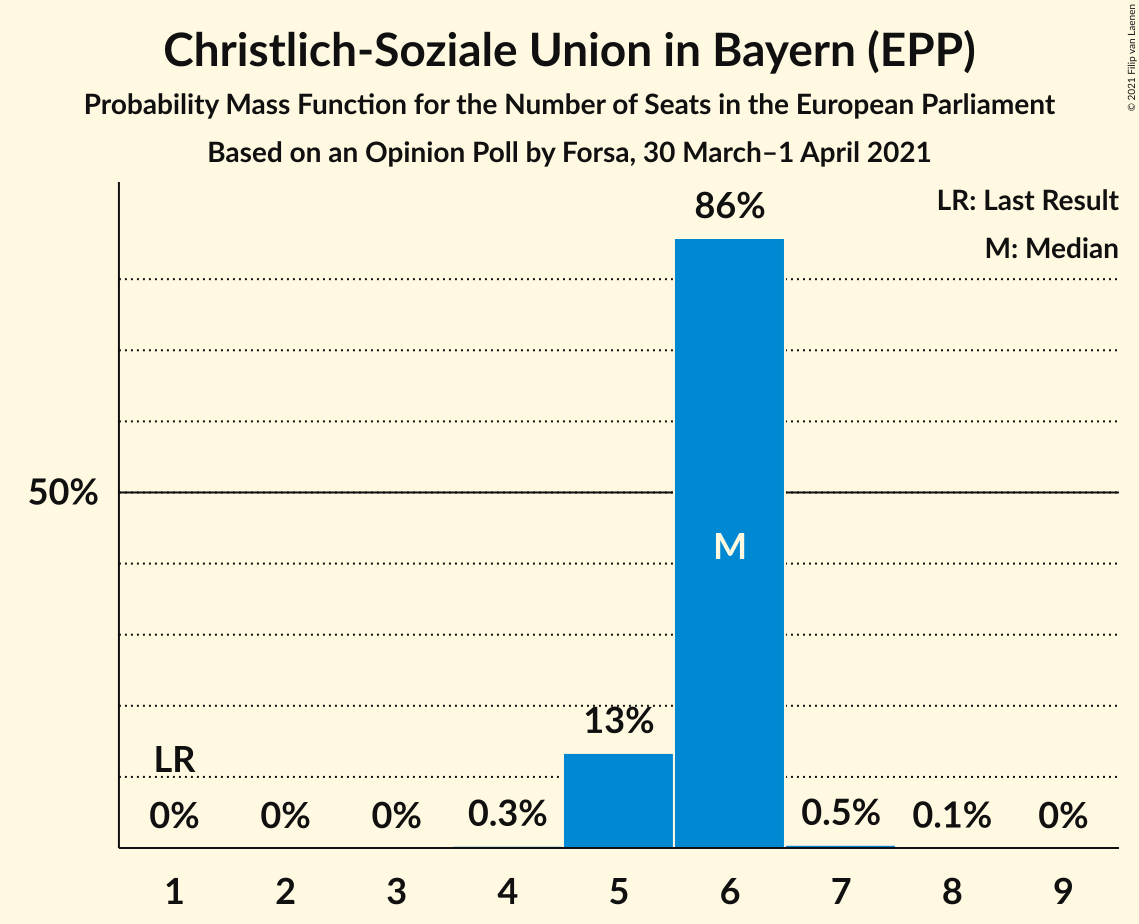 Christlich-Soziale Union in Bayern (EPP)
Probability Mass Function for the Number of Seats in the European Parliament
Based on an Opinion Poll by Forsa, 30 March–1 April 2021
© 2021 Filip van Laenen
LR: Last Result
M: Median
86%
50%
M
13%
LR
0% 0% 0% 0.3% 0.5% 0.1% 0%
1 2 3 4 5 6 7 8 9